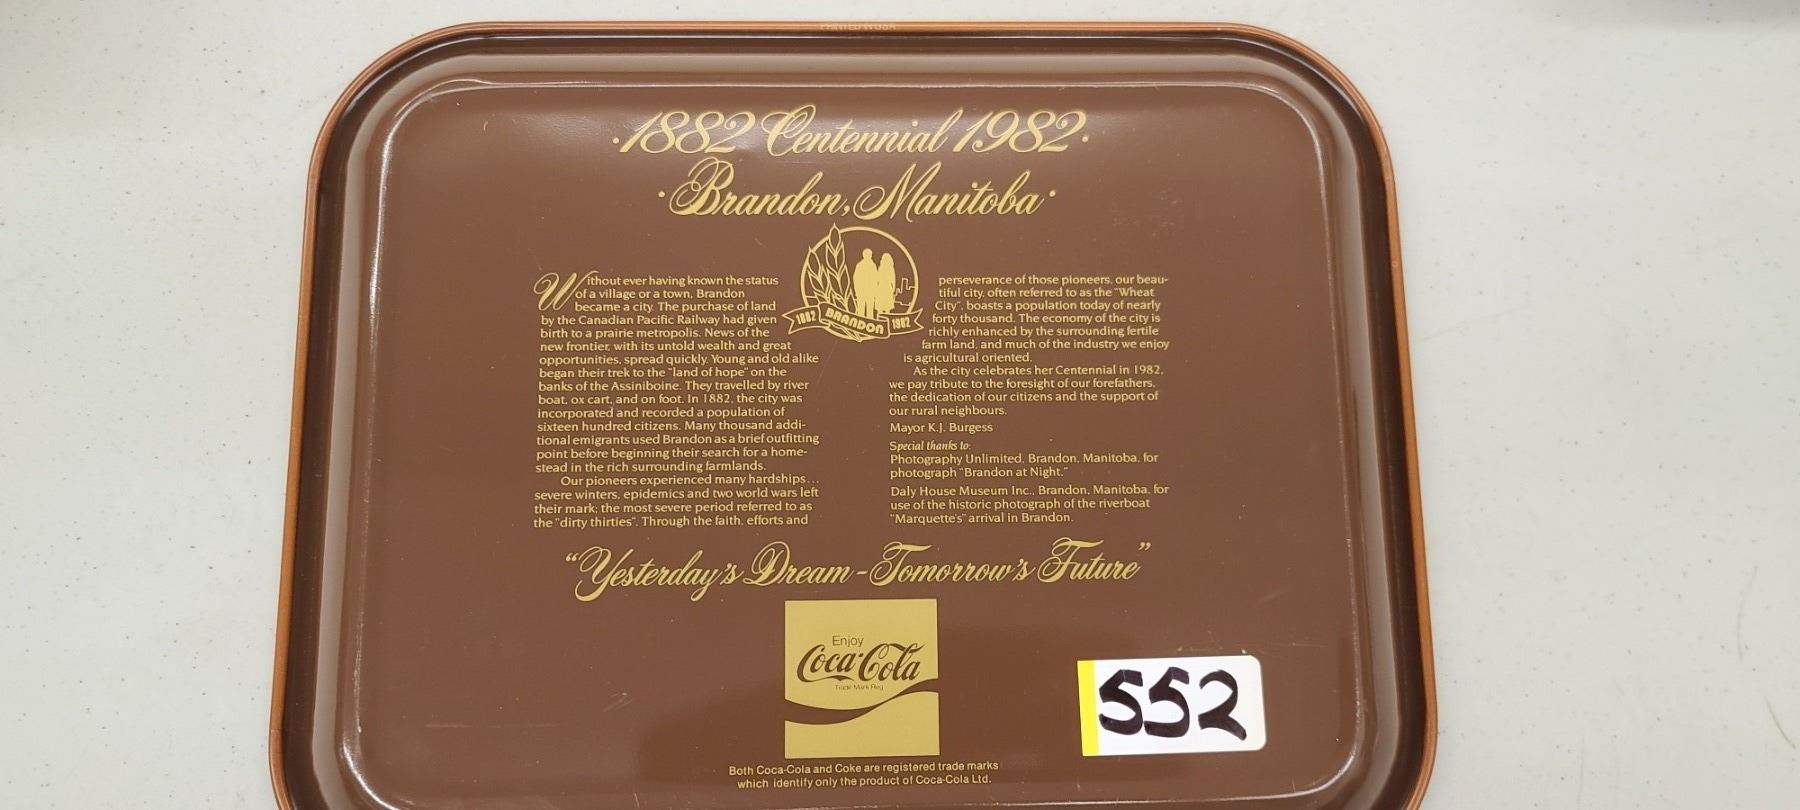 PRINTED IN USA
·1882 Centennial 1982·
·Brandon, Manitoba·
1882 BRANDON 1982
Without ever having known the status
of a village or a town, Brandon
became a city. The purchase of land
by the Canadian Pacific Railway had given
birth to a prairie metropolis. News of the
new frontier, with its untold wealth and great
opportunities, spread quickly. Young and old alike
began their trek to the "land of hope" on the
banks of the Assiniboine. They travelled by river
boat, ox cart, and on foot. In 1882, the city was
incorporated and recorded a population of
sixteen hundred citizens. Many thousand addi-
tional emigrants used Brandon as a brief outfitting
point before beginning their search for a home-
stead in the rich surrounding farmlands.
Our pioneers experienced many hardships...
severe winters, epidemics and two world wars left
their mark; the most severe period referred to as
the "dirty thirties". Through the faith, efforts and
perseverance of those pioneers, our beau-
tiful city, often referred to as the "Wheat
City", boasts a population today of nearly
forty thousand. The economy of the city is
richly enhanced by the surrounding fertile
farm land, and much of the industry we enjoy
is agricultural oriented.
As the city celebrates her Centennial in 1982,
we pay tribute to the foresight of our forefathers,
the dedication of our citizens and the support of
our rural neighbours.
Mayor K.J. Burgess
Special thanks to:
Photography Unlimited, Brandon, Manitoba, for
photograph "Brandon at Night."
Daly House Museum Inc., Brandon, Manitoba, for
use of the historic photograph of the riverboat
"Marquette's" arrival in Brandon.
"Yesterday's Dream - Tomorrow's Future"
Enjoy
Coca-Cola
Trade Mark Reg
552
Both Coca-Cola and Coke are registered trade marks
which identify only the product of Coca-Cola Ltd.